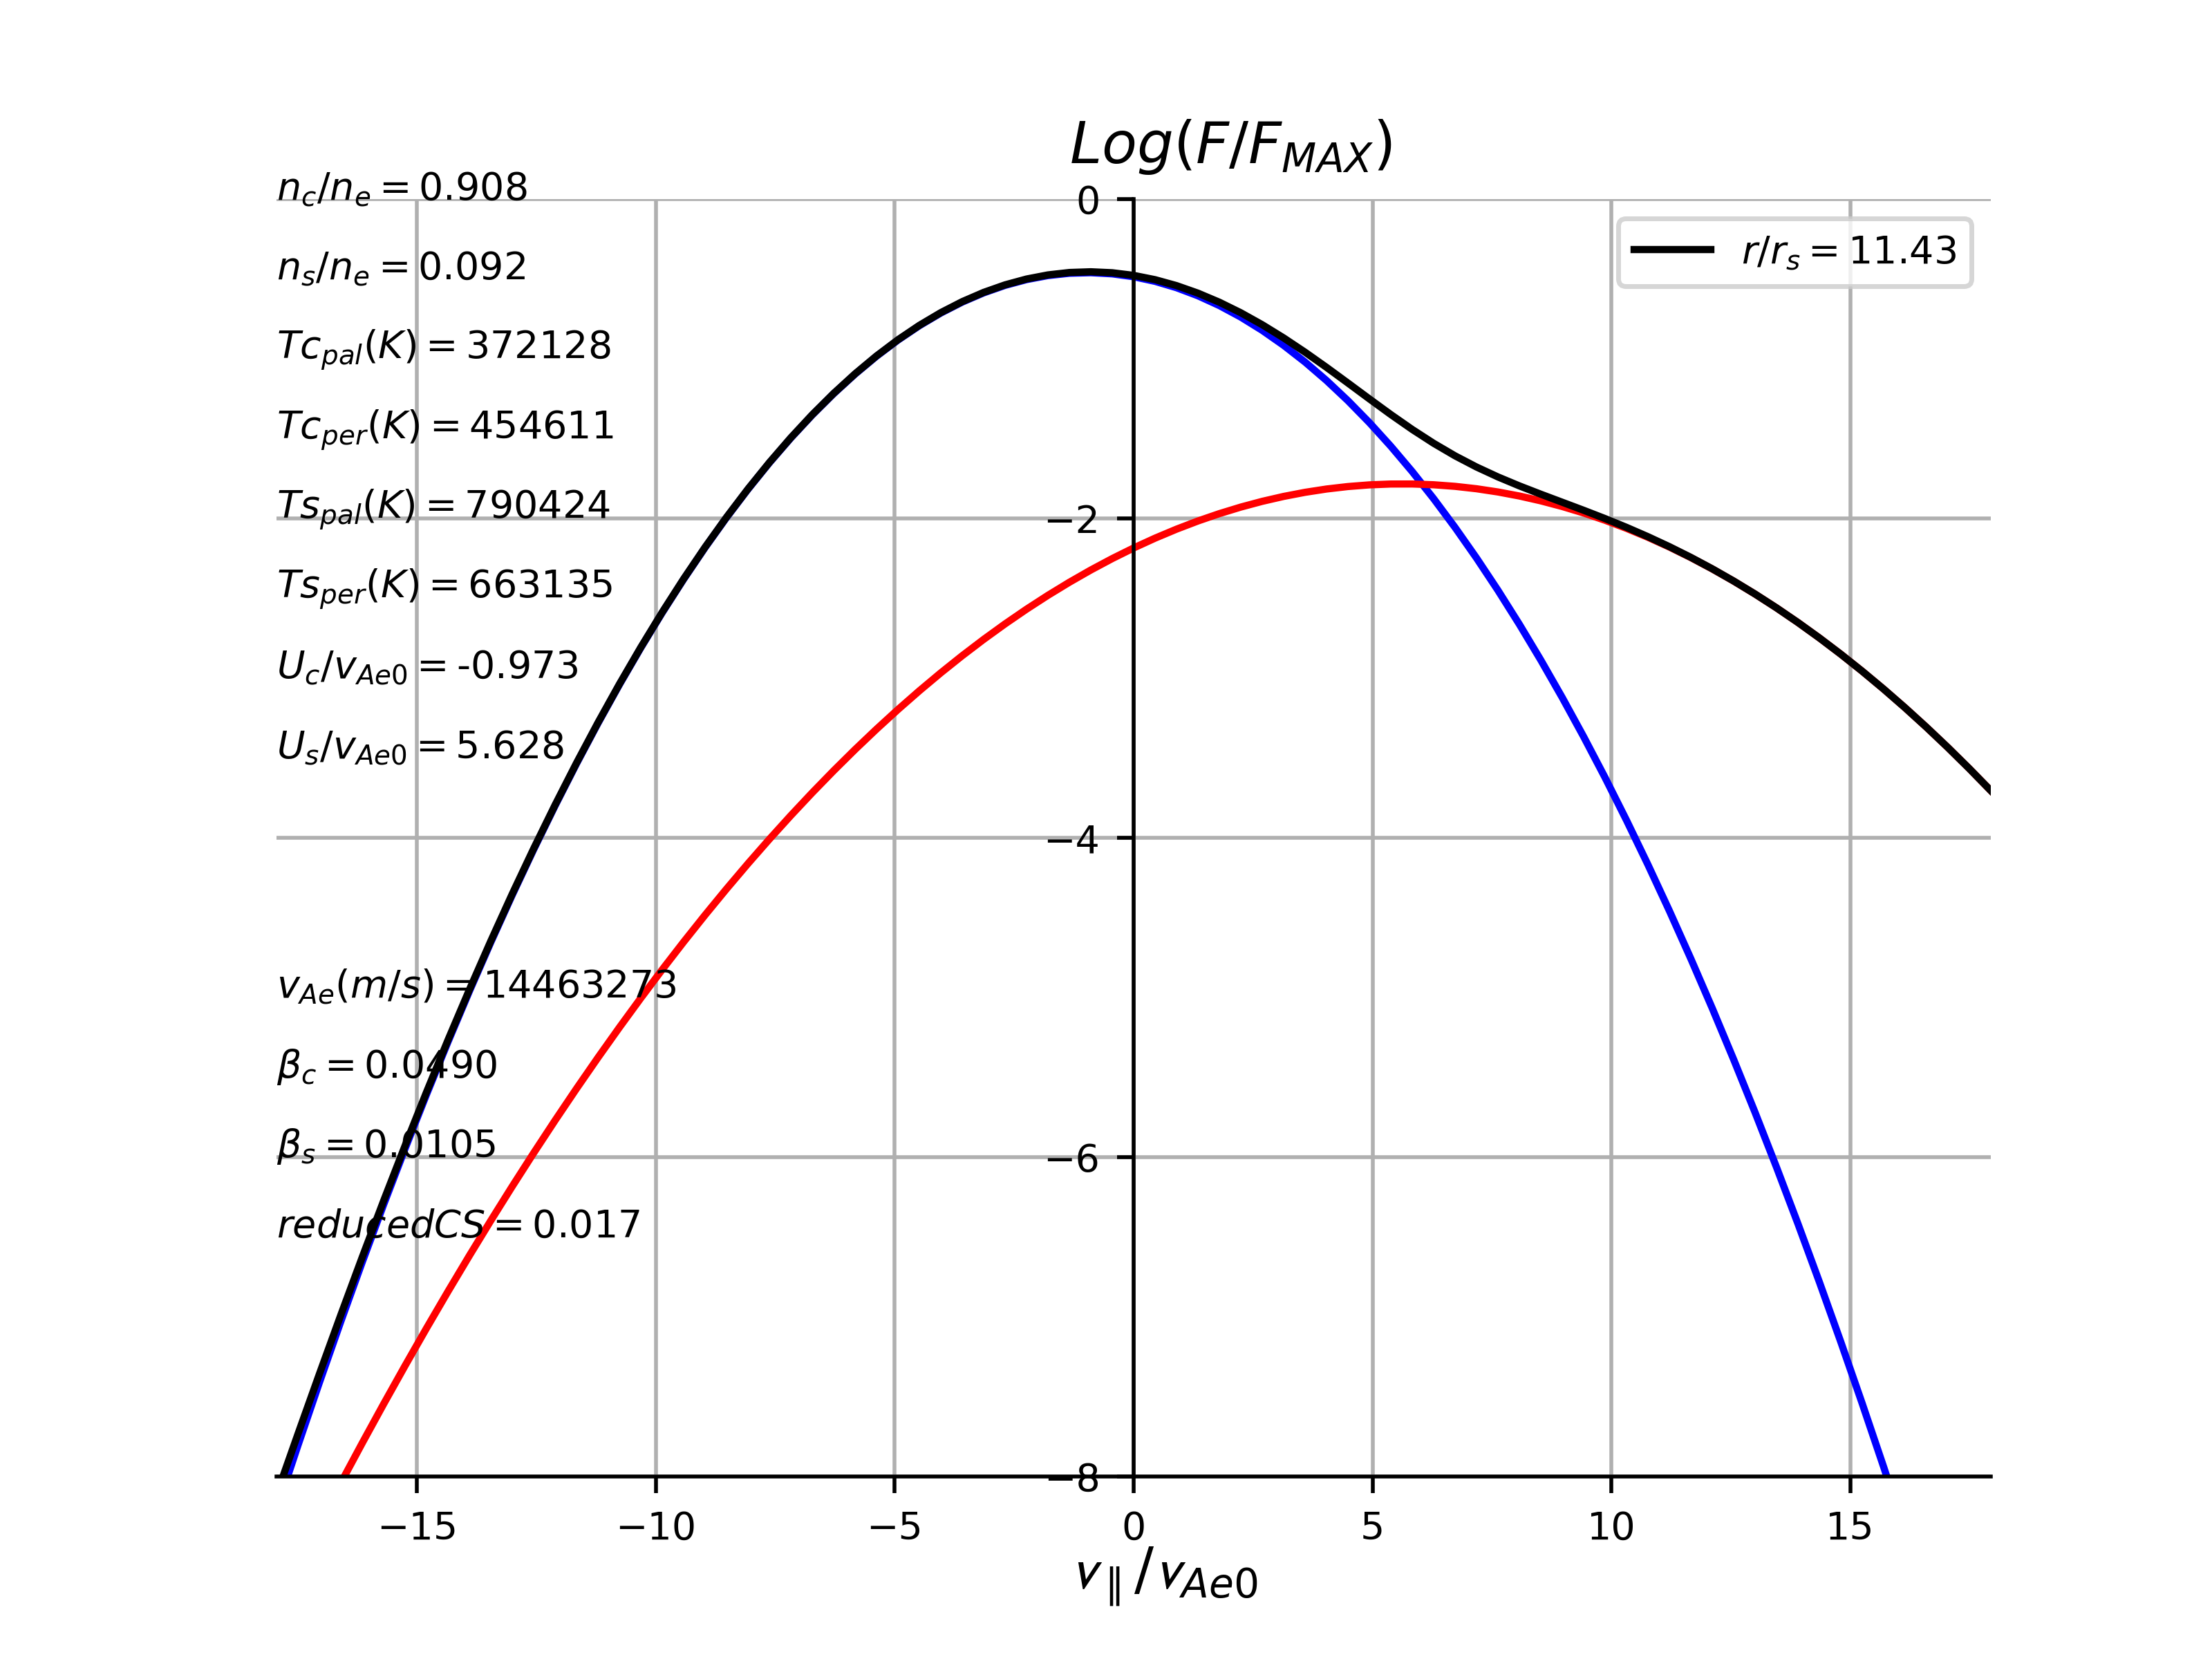 Log(F/F_MAX)
n_c/n_e = 0.908
0
r/r_s = 11.43
n_s/n_e = 0.092
Tc_pal(K) = 372128
Tc_per(K) = 454611
Ts_pal(K) = 790424
−2
Ts_per(K) = 663135
U_c/v_Ae0 = -0.973
U_s/v_Ae0 = 5.628
−4
v_Ae(m/s) = 14463273
β_c = 0.0490
β_s = 0.0105
−6
reducedCS = 0.017
−8
−15 −10 −5 0 5 10 15
v_∥/v_Ae0